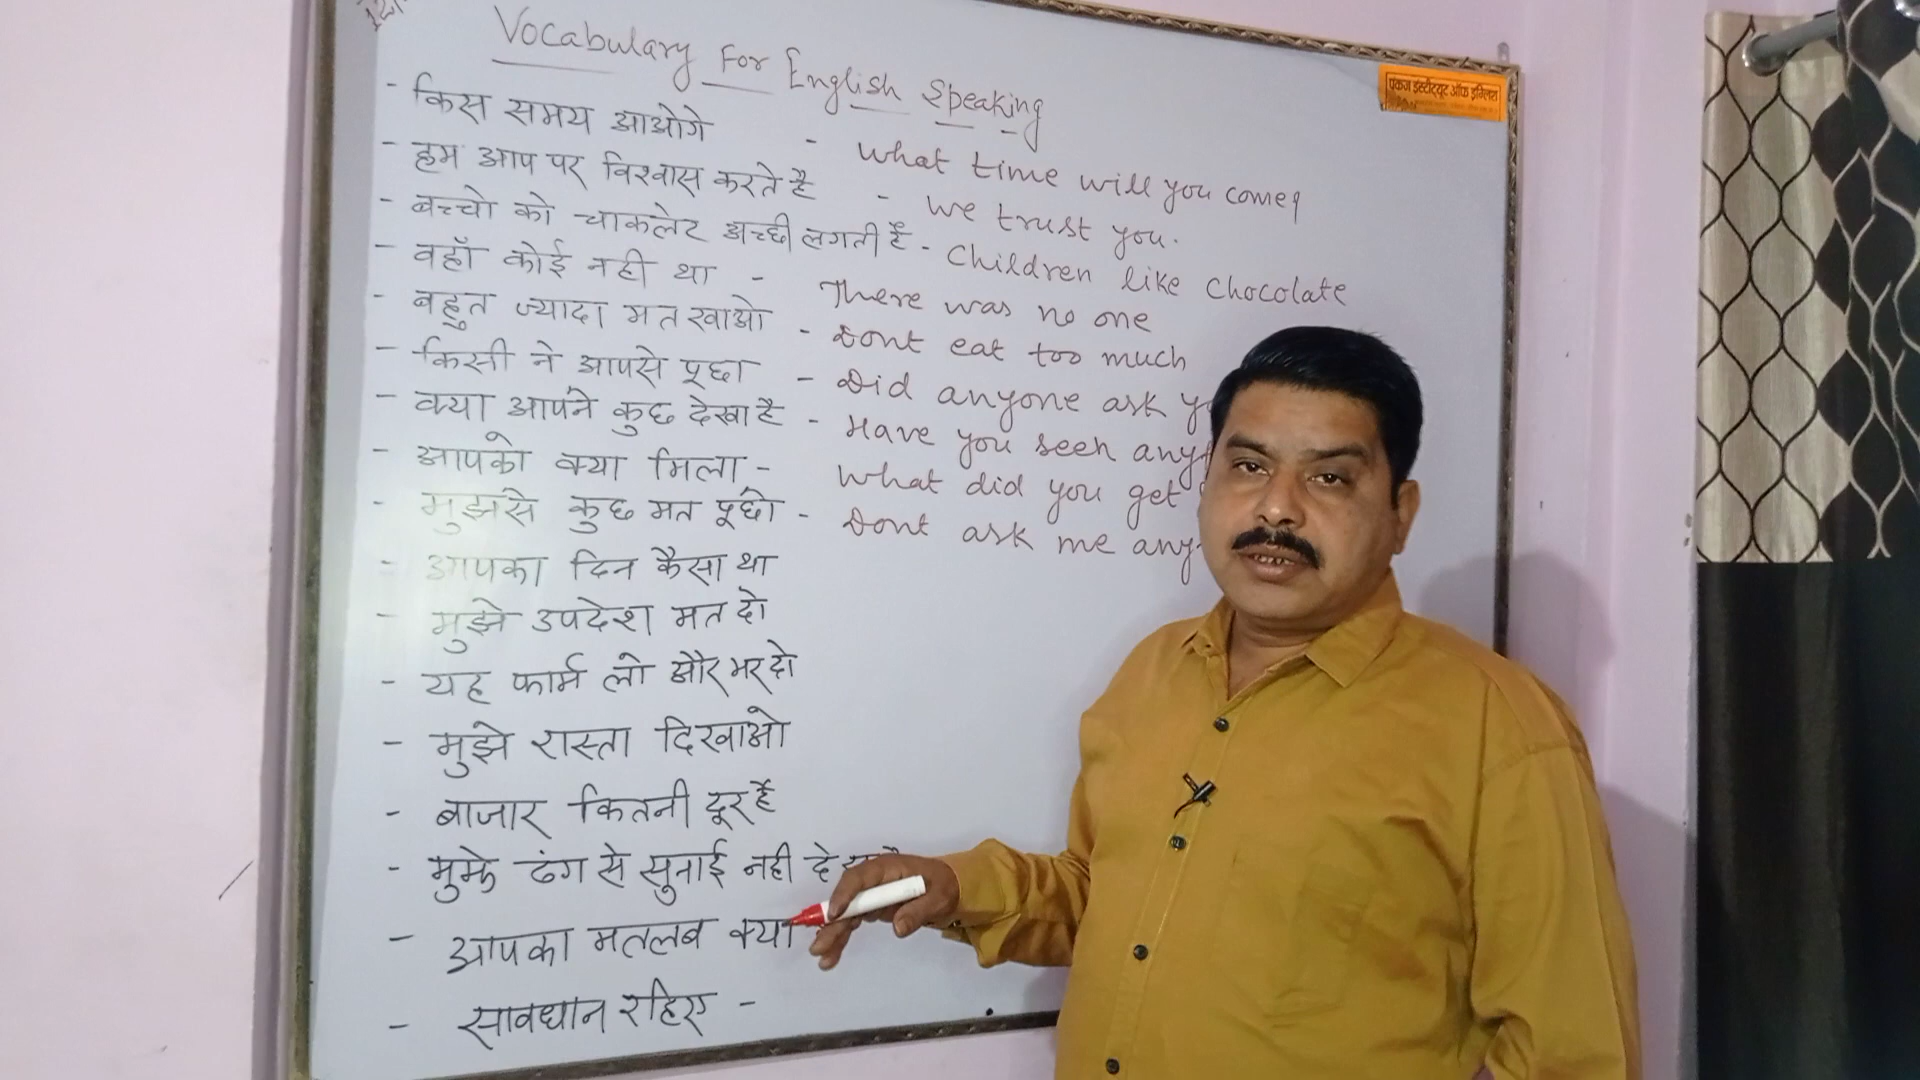 Vocabulary For English Speaking
पंकज इंस्टीट्यूट ऑफ इंग्लिश
- किस समय आओगे - What time will you come?
- हम आप पर विश्वास करते है - We trust you.
- बच्चो को चाकलेट अच्छी लगती है - Children like Chocolate
- वहाँ कोई नही था - There was no one
- बहुत ज्यादा मत खाओ - Dont eat too much
- किसी ने आपसे पूछा - Did anyone ask
- क्या आपने कुछ देखा है - Have you seen
- आपको क्या मिला - What did you get
- मुझसे कुछ मत पूछो - Dont ask me
- आपका दिन कैसा था
- मुझे उपदेश मत दो
- यह फार्म लो और भर दो
- मुझे रास्ता दिखाओ
- बाजार कितनी दूर है
- मुझे ढंग से सुनाई नही
- आपका मतलब क्या
- सावधान रहिए -